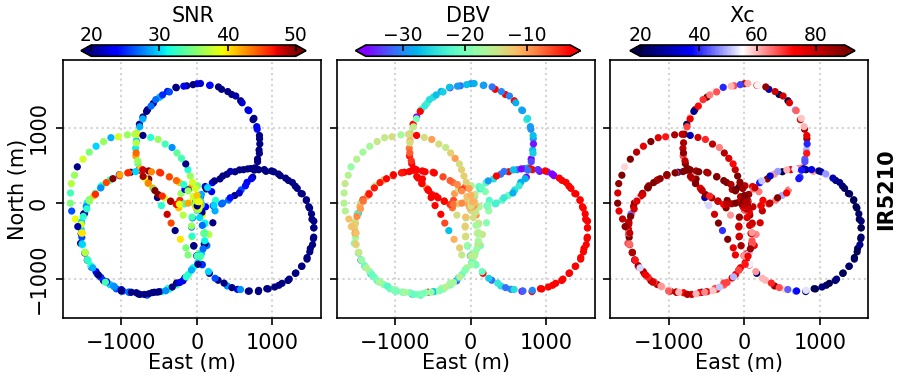 SNR DBV Xc
20 30 40 50 −30 −20 −10 20 40 60 80
North (m)
1000
0
−1000
IR5210
−1000 0 1000 −1000 0 1000 −1000 0 1000
East (m) East (m) East (m)